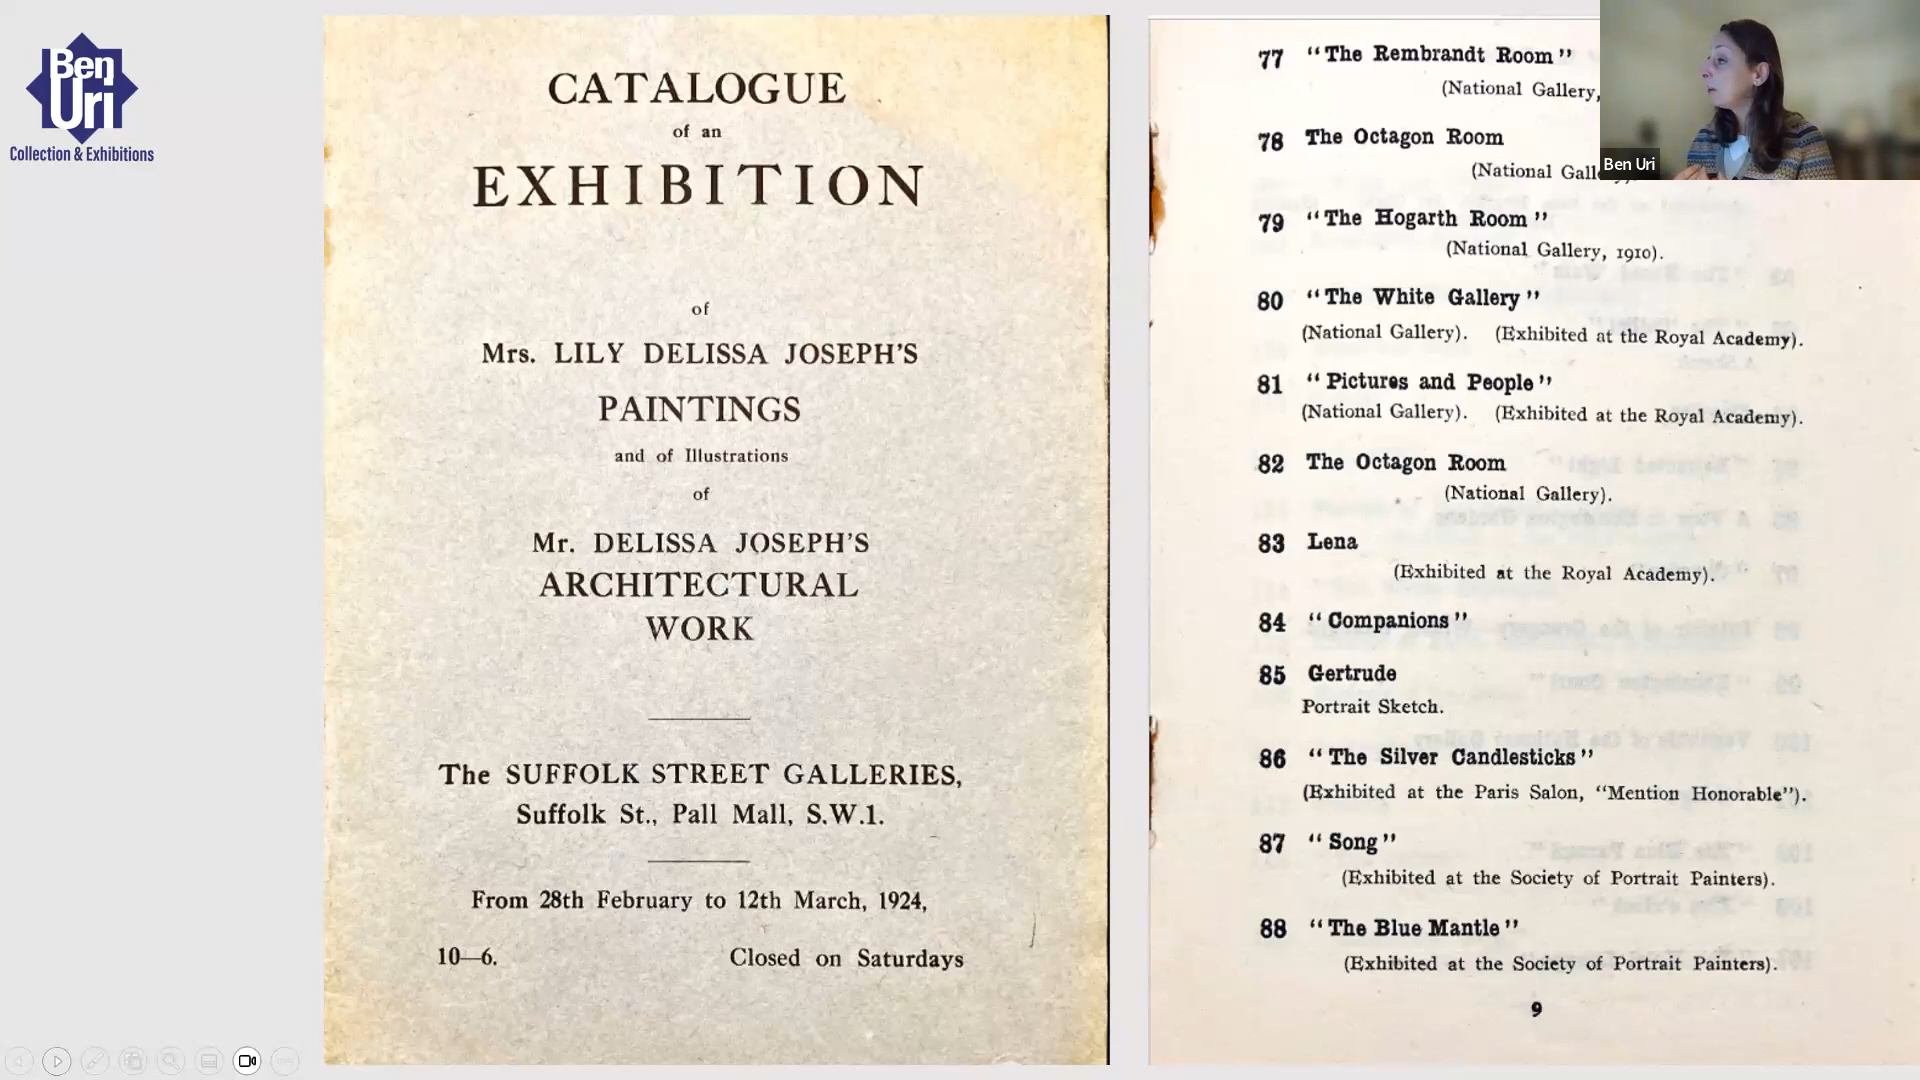 Ben
Uri
Collection & Exhibitions
CATALOGUE
of an
EXHIBITION
of
Mrs. LILY DELISSA JOSEPH'S
PAINTINGS
and of Illustrations
of
Mr. DELISSA JOSEPH'S
ARCHITECTURAL
WORK
The SUFFOLK STREET GALLERIES,
Suffolk St., Pall Mall, S.W.1.
From 28th February to 12th March, 1924,
10—6. Closed on Saturdays
77 "The Rembrandt Room"
(National Gallery,
78 The Octagon Room
(National
79 "The Hogarth Room"
(National Gallery, 1910).
80 "The White Gallery"
(National Gallery). (Exhibited at the Royal Academy).
81 "Pictures and People"
(National Gallery). (Exhibited at the Royal Academy).
82 The Octagon Room
(National Gallery).
83 Lena
(Exhibited at the Royal Academy).
84 "Companions"
85 Gertrude
Portrait Sketch.
86 "The Silver Candlesticks"
(Exhibited at the Paris Salon, "Mention Honorable").
87 "Song"
(Exhibited at the Society of Portrait Painters).
88 "The Blue Mantle"
(Exhibited at the Society of Portrait Painters).
9
Ben Uri